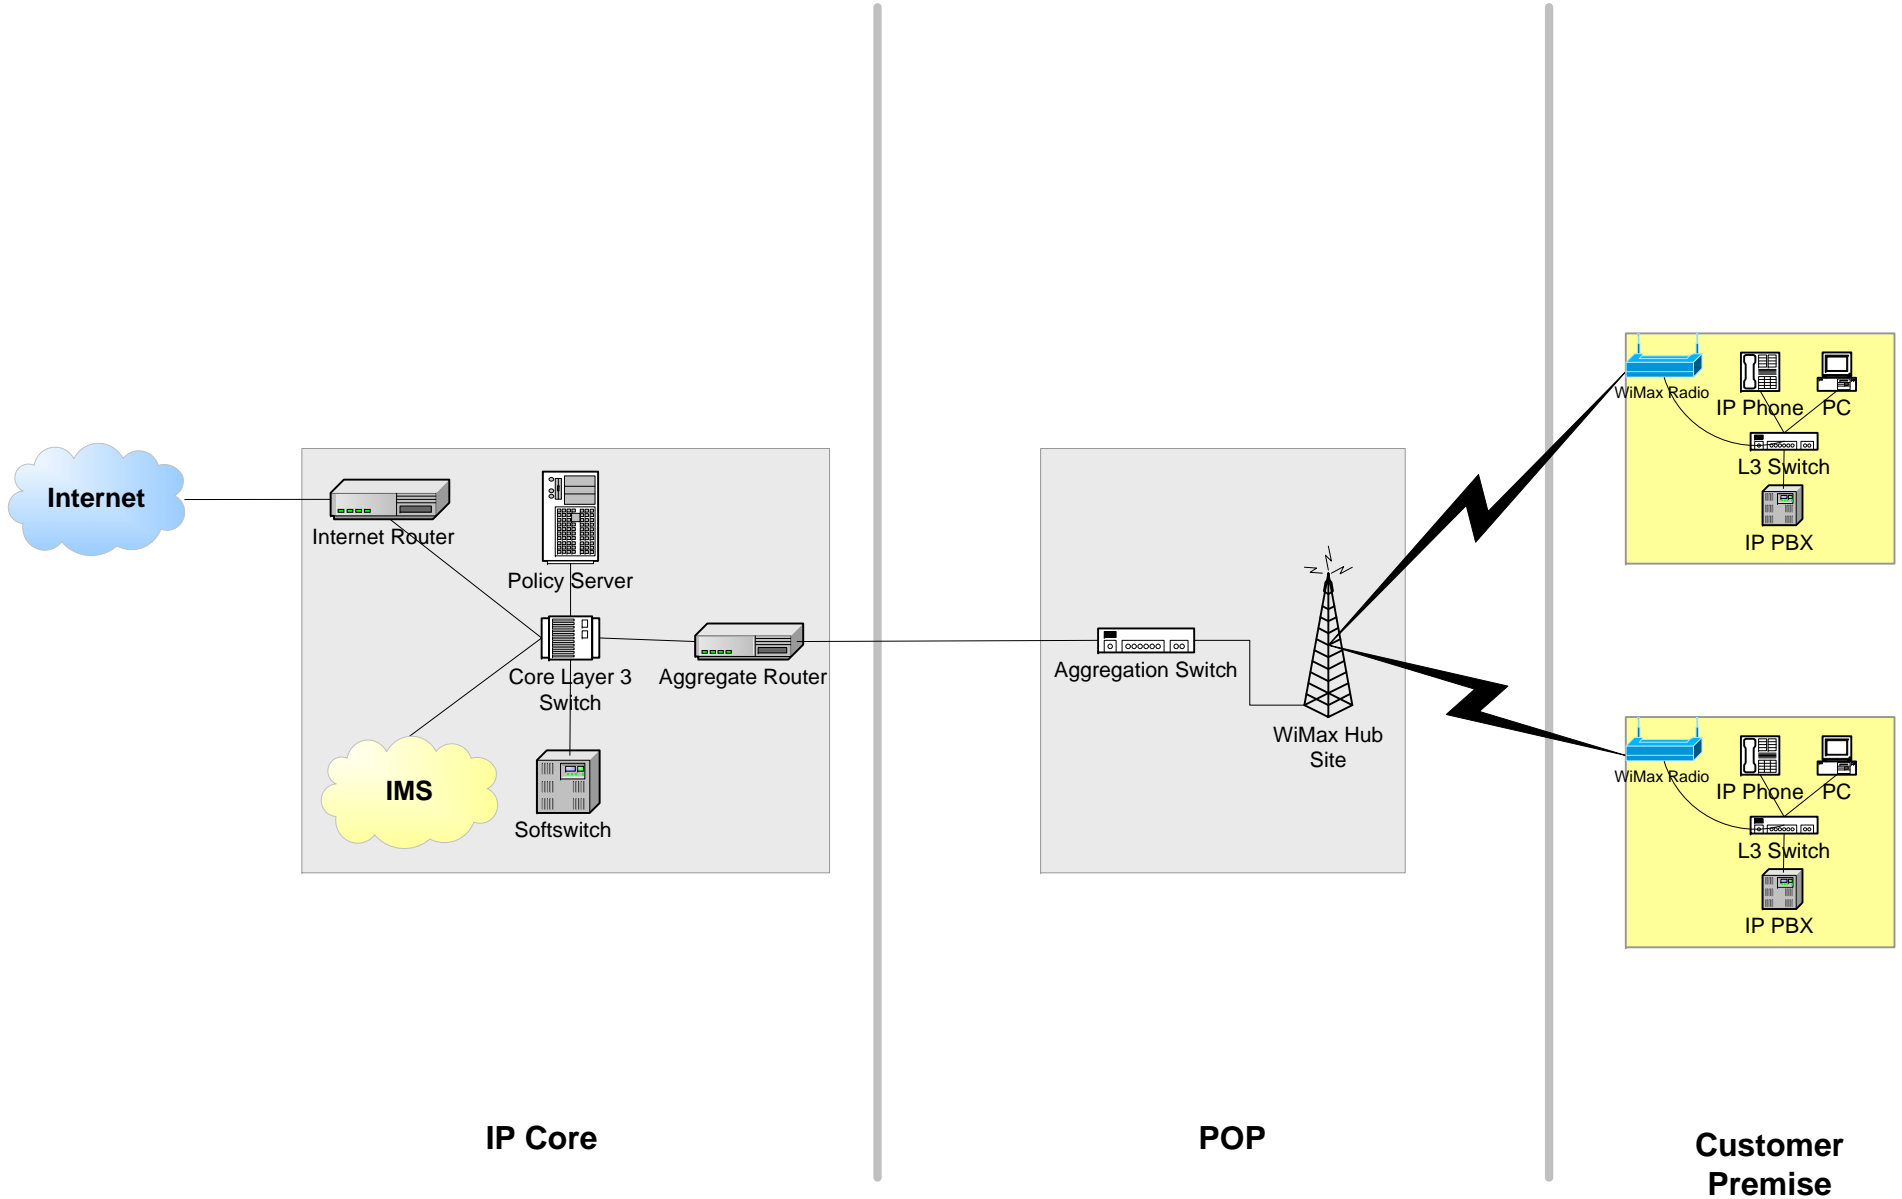 Internet
Internet Router
Policy Server
Core Layer 3
Switch
Aggregate Router
IMS
Softswitch
IP Core
Aggregation Switch
WiMax Hub
Site
POP
WiMax Radio
IP Phone
PC
L3 Switch
IP PBX
WiMax Radio
IP Phone
PC
L3 Switch
IP PBX
Customer
Premise